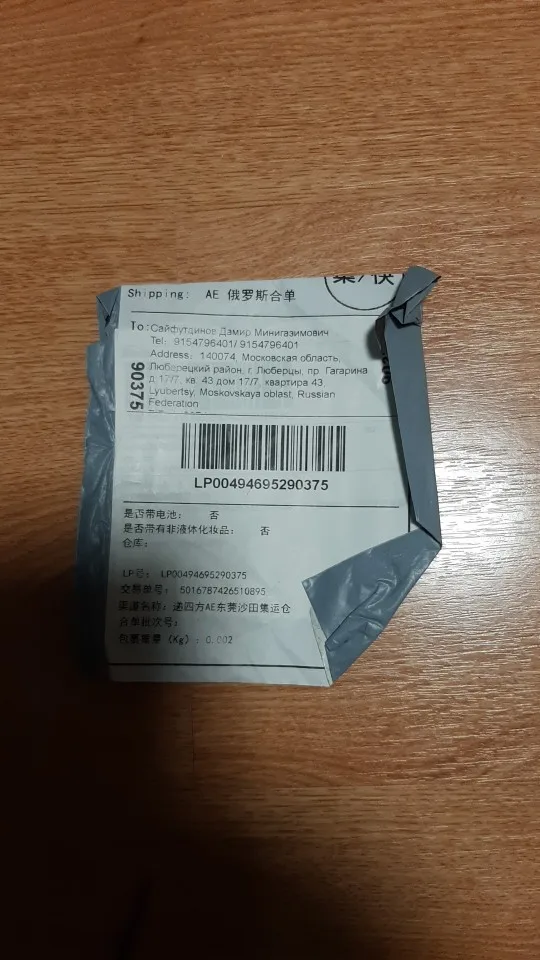 集/快
Shipping: AE 俄罗斯合单
To: Сайфутдинов Дамир Минигазимович
Tel: 9154796401/ 9154796401
Address: 140074, Московская область,
Люберецкий район, г. Люберцы, пр. Гагарина
д.17/7, кв. 43 дом 17/7, квартира 43,
Lyubertsy, Moskovskaya oblast, Russian
Federation
90375
LP00494695290375
是否带电池: 否
是否带有非液体化妆品: 否
仓库:
LP号: LP00494695290375
交易单号: 5016787426510895
渠道名称: 递四方AE东莞沙田集运仓
合单批次号:
包裹重量 (Kg) : 0.002